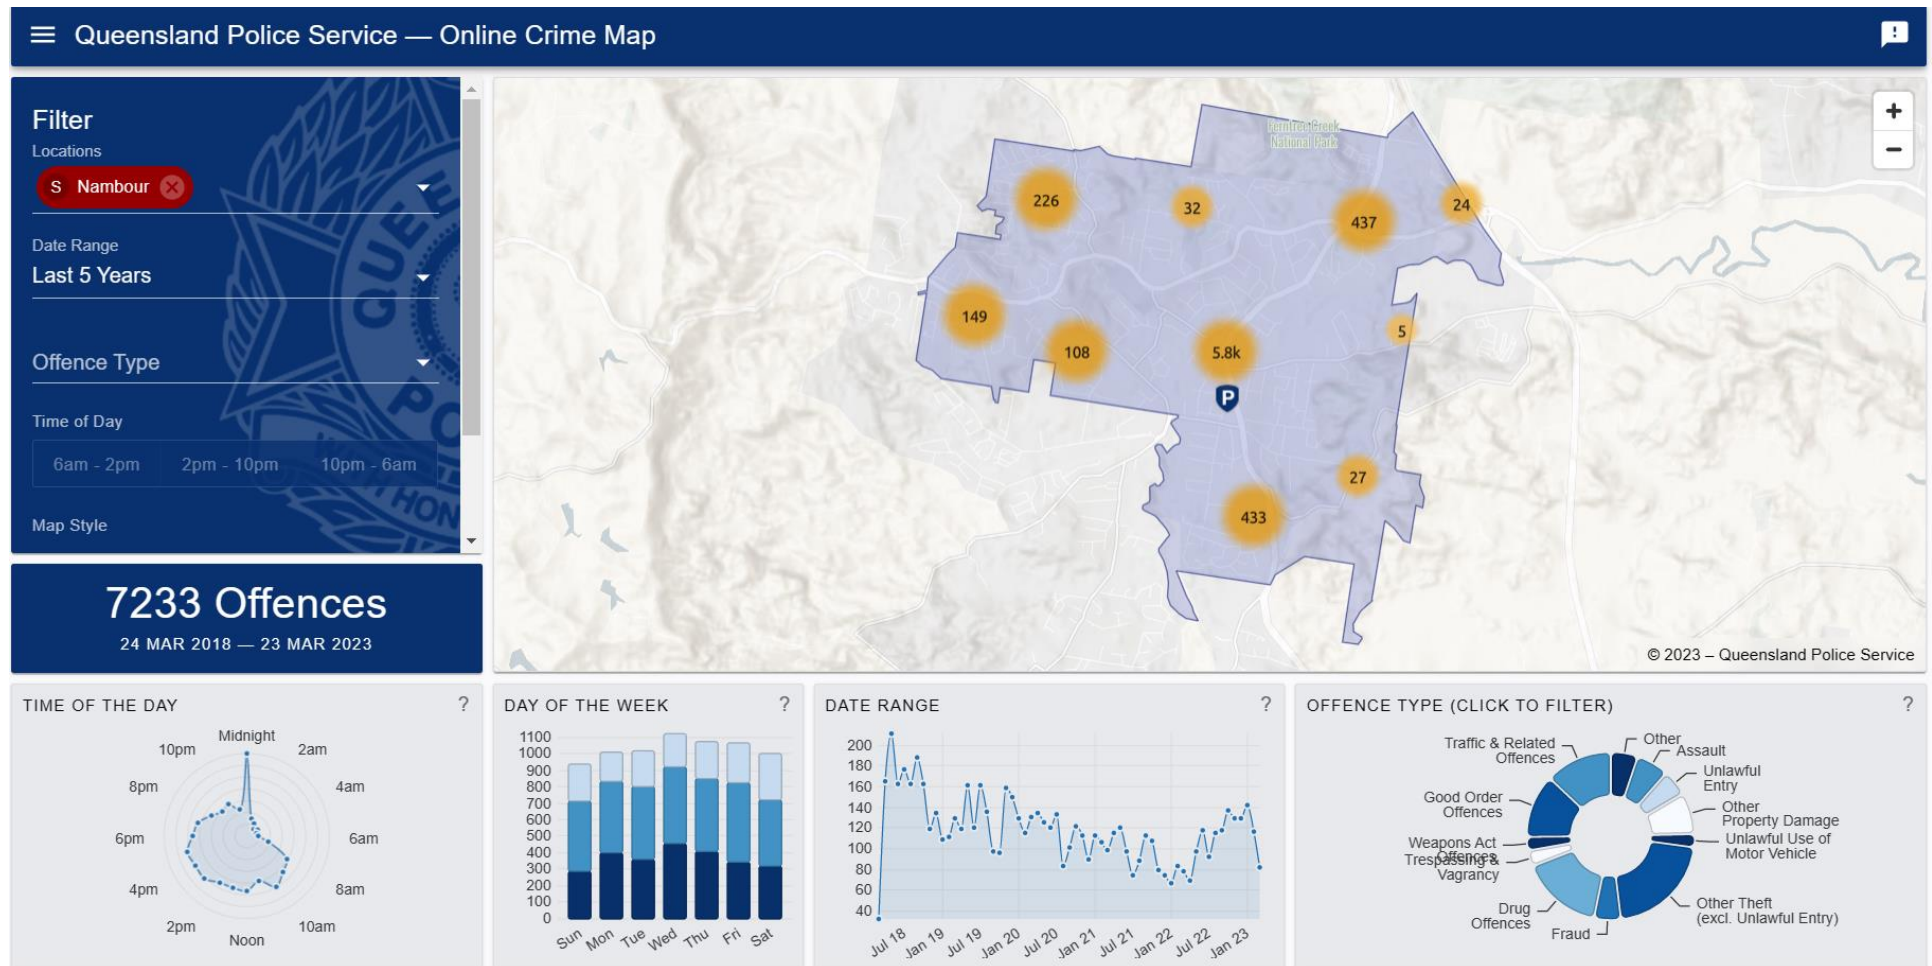 Queensland Police Service — Online Crime Map
Filter
Locations
S Nambour
Date Range
Last 5 Years
Offence Type
Time of Day
6am - 2pm 2pm - 10pm 10pm - 6am
Map Style
7233 Offences
24 MAR 2018 — 23 MAR 2023
Ferntree Creek
National Park
226
32
437
24
149
108
5.8k
5
P
27
433
+
−
© 2023 – Queensland Police Service
TIME OF THE DAY ?
Midnight
10pm 2am
8pm 4am
6pm 6am
4pm 8am
2pm 10am
Noon
DAY OF THE WEEK ?
1100
1000
900
800
700
600
500
400
300
200
100
0
Sun Mon Tue Wed Thu Fri Sat
DATE RANGE ?
200
180
160
140
120
100
80
60
40
Jul 18 Jan 19 Jul 19 Jan 20 Jul 20 Jan 21 Jul 21 Jan 22 Jul 22 Jan 23
OFFENCE TYPE (CLICK TO FILTER) ?
Other
Assault
Unlawful
Entry
Other
Property Damage
Unlawful Use of
Motor Vehicle
Other Theft
(excl. Unlawful Entry)
Fraud
Drug
Offences
Trespassing &
Vagrancy
Weapons Act
Offences
Good Order
Offences
Traffic & Related
Offences